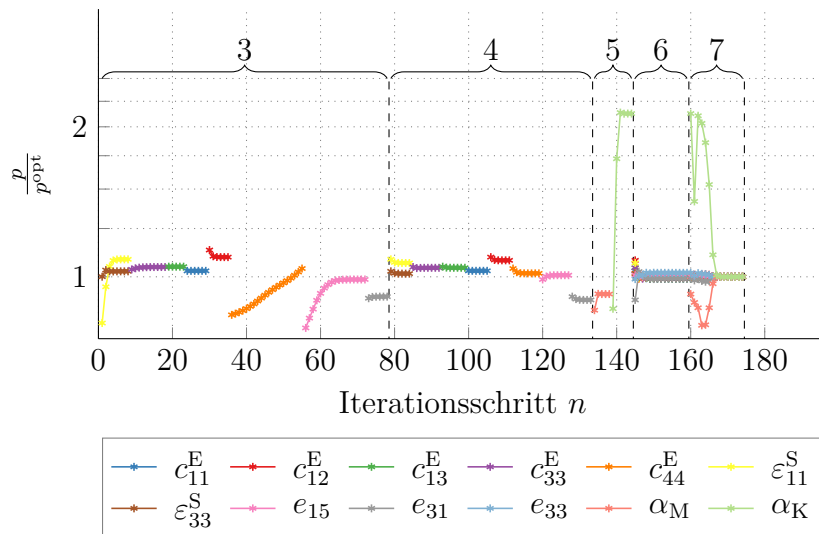 3 4 5 6 7
2
1
p/p^opt
0 20 40 60 80 100 120 140 160 180
Iterationsschritt n
c_11^E c_12^E c_13^E c_33^E c_44^E ε_11^S
ε_33^S e_15 e_31 e_33 α_M α_K